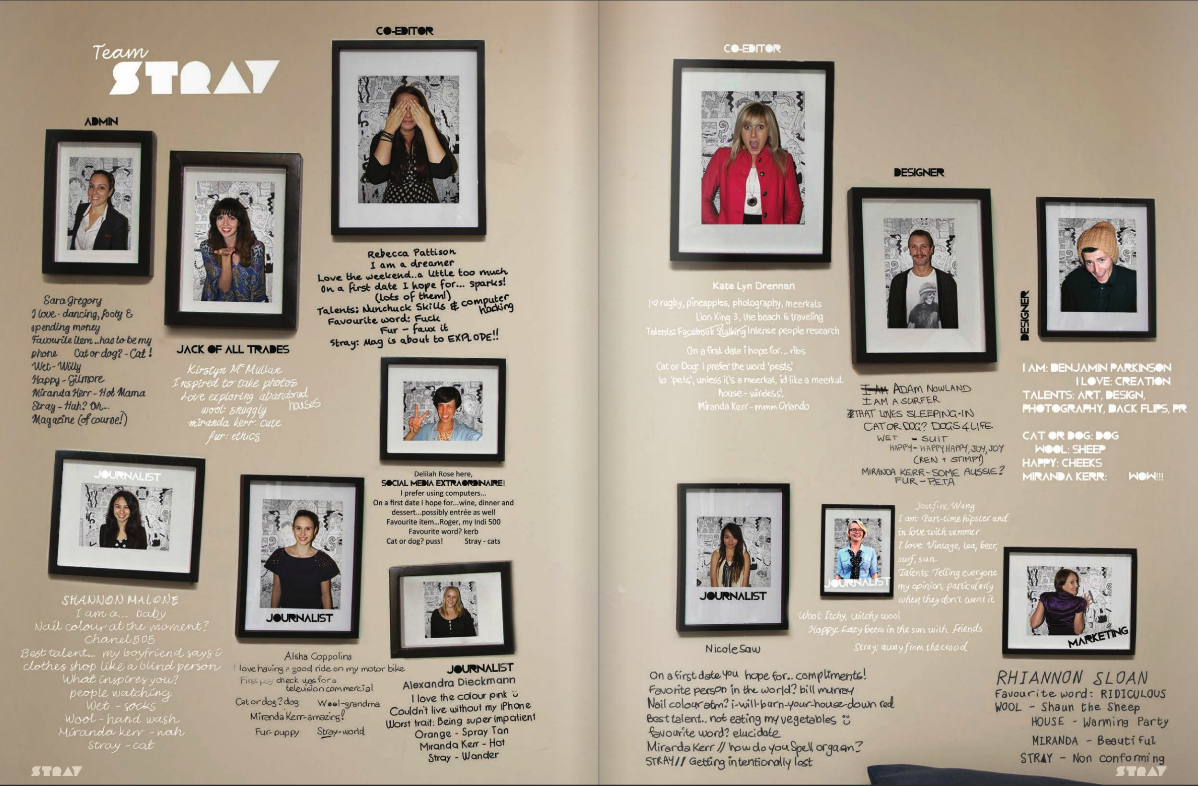 Team
STRAY
ADMIN
Sara Gregory
I love - dancing, footy &
spending money
Favourite item...has to be my
phone Cat or dog? - Cat!
Wet - Willy
Happy - Gilmore
Miranda Kerr - Hot Mama
Stray - Huh? Oh...
Magazine (of course!)
JACK OF ALL TRADES
Kirstyn McMullan
Inspired to take photos
Love exploring abandoned
houses
wool: snuggly
miranda kerr: cute
fur: ethics
CO-EDITOR
Rebecca Pattison
I am a dreamer
Love the weekend..a little too much
On a first date I hope for... sparks!
(lots of them!)
Talents: Nunchuck Skills & computer
hacking
Favourite word: Fuck
Fur - faux it
Stray: Mag is about to EXPLODE!!
Delilah Rose here,
SOCIAL MEDIA EXTRAORDINAIRE!
I prefer using computers...
On a first date I hope for...wine, dinner and
dessert...possibly entrée as well
Favourite item...Roger, my Indi 500
Favourite word? kerb
Cat or dog? puss! Stray - cats
JOURNALIST
SHANNON MALONE
I am a... baby
Nail colour at the moment?
Chanel 505
Best talent... my boyfriend says i
clothes shop like a blind person
What inspires you?
people watching
Wet - socks
Wool - hand wash
Miranda kerr - nah
Stray - cat
JOURNALIST
Aisha Coppolino
I love having a good ride on my motor bike
First pay check was for a
television commercial
Cat or dog? dog Wool-grandma
Miranda Kerr-amazing!
Fur-puppy Stray-world
JOURNALIST
Alexandra Dieckmann
I love the colour pink
Couldn't live without my iPhone
Worst trait: Being super impatient
Orange - Spray Tan
Miranda Kerr - Hot
Stray - Wander
STRAY
CO-EDITOR
Kate Lyn Drennan
rugby, pineapples, photography, meerkats
Lion King 3, the beach & traveling
Talents: Facebook Stalking Intense people research
On a first date i hope for... ribs
Cat or Dog: I prefer the word 'pests'
to 'pets', unless it's a meerkat, id like a meerkat.
house - wireless!
Miranda Kerr - mmm Orlando
DESIGNER
I AM ADAM NOWLAND
I AM A SURFER
THAT LOVES SLEEPING-IN
CAT OR DOG? DOGS 4 LIFE
WET - SUIT
HAPPY - HAPPY HAPPY, JOY, JOY
(REN + STIMPY)
MIRANDA KERR - SOME AUSSIE?
FUR - PETA
DESIGNER
I AM: BENJAMIN PARKINSON
I LOVE: CREATION
TALENTS: ART, DESIGN,
PHOTOGRAPHY, BACK FLIPS, PR
CAT OR DOG: DOG
WOOL: SHEEP
HAPPY: CHEEKS
MIRANDA KERR: WOW!!!
JOURNALIST
Nicole Saw
On a first date you hope for... compliments!
Favorite person in the world? bill murray
Nail colour atm? i-will-burn-your-house-down red
Best talent.. not eating my vegetables
favourite word? elucidate
Miranda Kerr // how do you spell orgasm?
STRAY // Getting intentionally lost
JOURNALIST
Wang
I am: Part-time hipster and
in love with summer
I love: Vintage, tea, beer,
surf, sun.
Talents: Telling everyone
my opinion, particularly
when they don't want it
Wool: Itchy, witchy wool
Happy: Lazy beers in the sun with friends
Stray: away from the crowd
MARKETING
RHIANNON SLOAN
Favourite word: RIDICULOUS
WOOL - Shaun the Sheep
HOUSE - Warming Party
MIRANDA - Beautiful
STRAY - Non conforming
STRAY